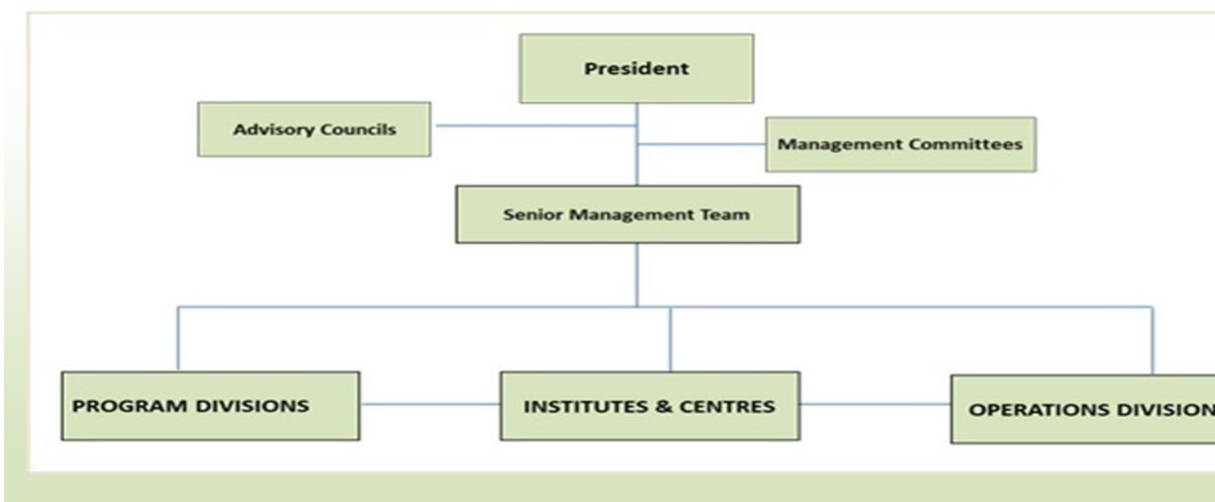 President
Advisory Councils
Management Committees
Senior Management Team
PROGRAM DIVISIONS
INSTITUTES & CENTRES
OPERATIONS DIVISION